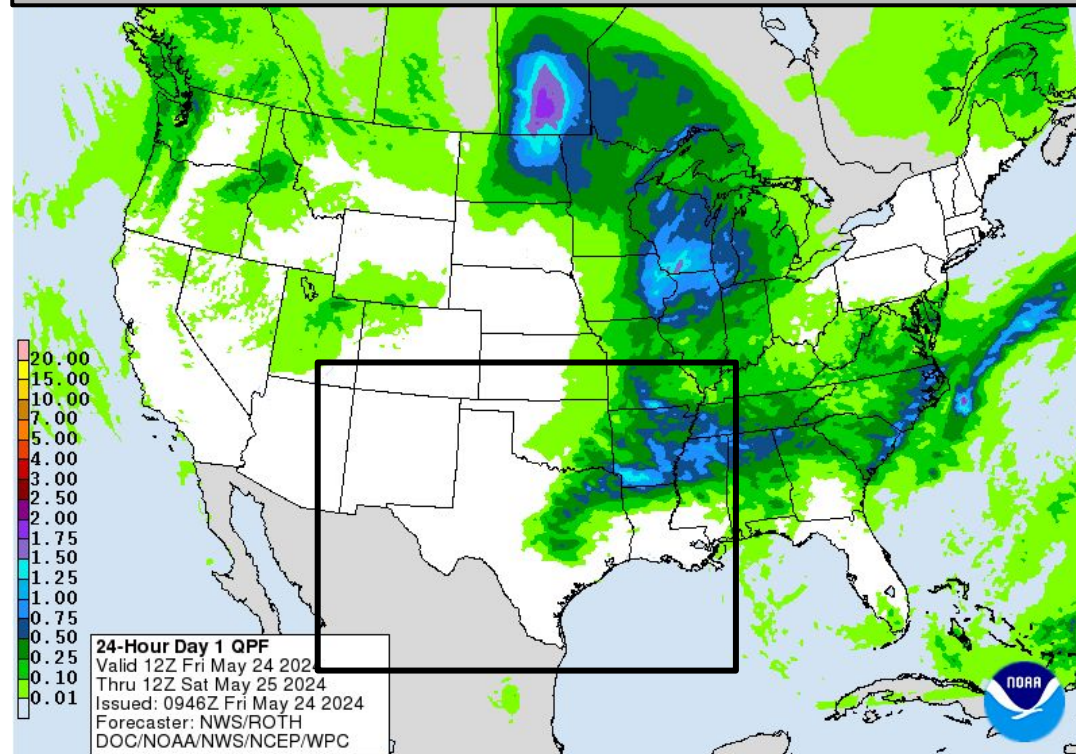 20.00
15.00
10.00
7.00
5.00
4.00
3.00
2.50
2.00
1.75
1.50
1.25
1.00
0.75
0.50
0.25
0.10
0.01
24-Hour Day 1 QPF
Valid 12Z Fri May 24 2024
Thru 12Z Sat May 25 2024
Issued: 0946Z Fri May 24 2024
Forecaster: NWS/ROTH
DOC/NOAA/NWS/NCEP/WPC
NOAA